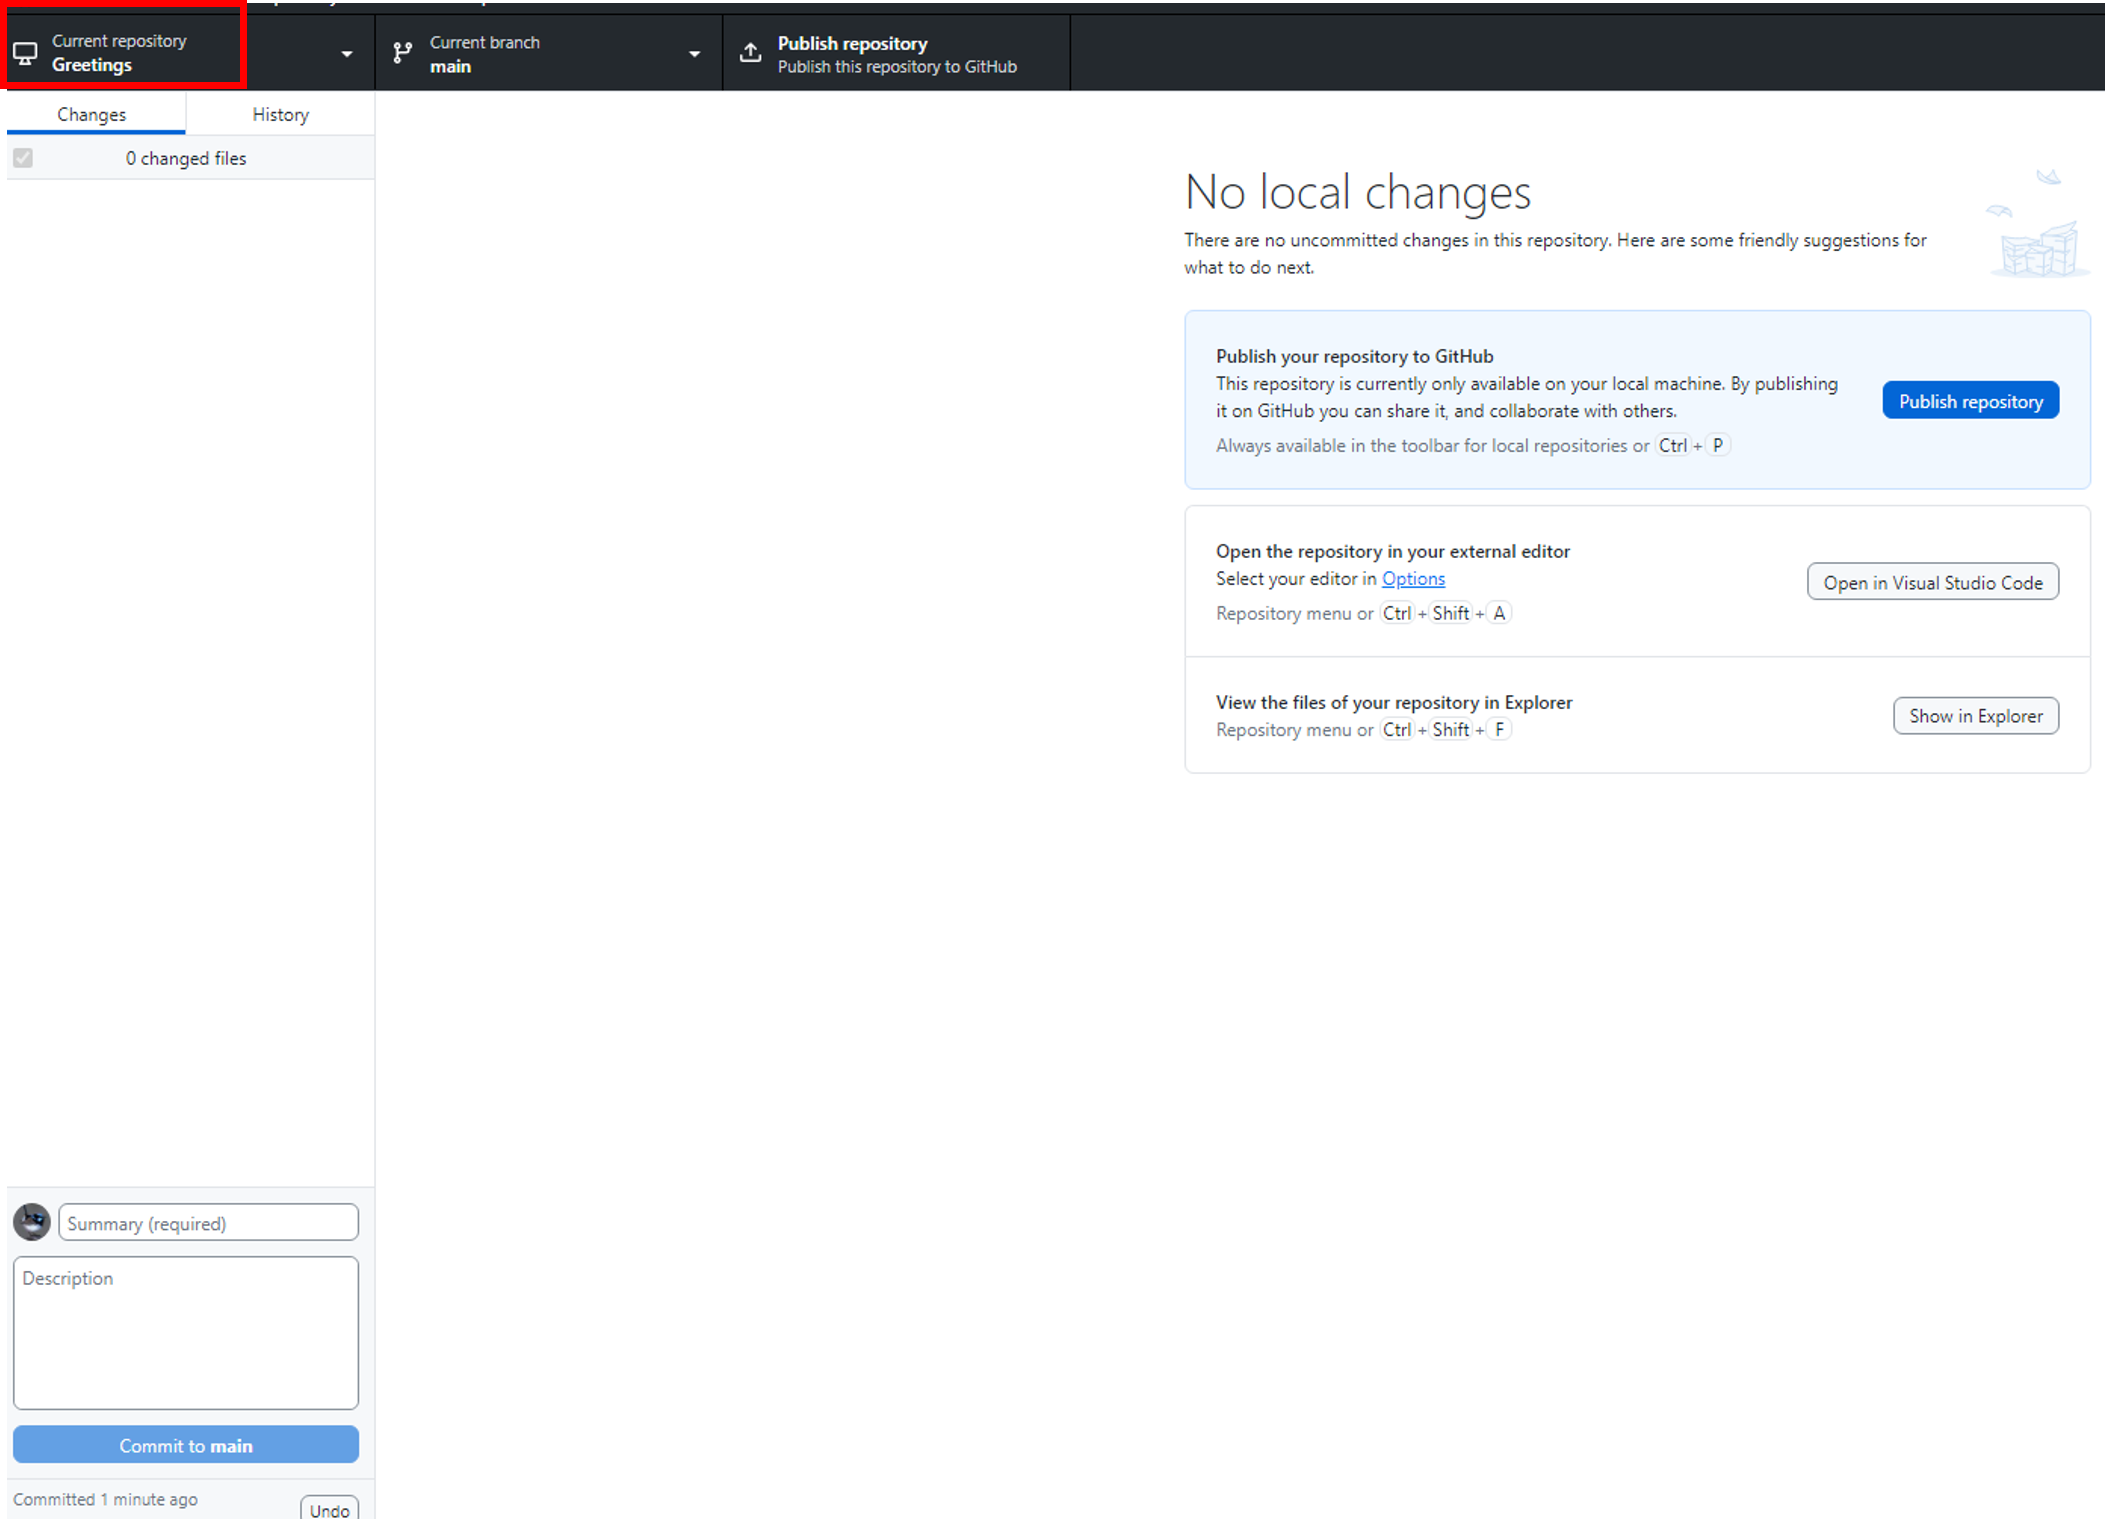 Current repository
Greetings
Current branch
main
Publish repository
Publish this repository to GitHub
Changes
History
0 changed files
No local changes
There are no uncommitted changes in this repository. Here are some friendly suggestions for
what to do next.
Publish your repository to GitHub
This repository is currently only available on your local machine. By publishing
it on GitHub you can share it, and collaborate with others.
Always available in the toolbar for local repositories or Ctrl + P
Publish repository
Open the repository in your external editor
Select your editor in Options
Repository menu or Ctrl + Shift + A
Open in Visual Studio Code
View the files of your repository in Explorer
Repository menu or Ctrl + Shift + F
Show in Explorer
Summary (required)
Description
Commit to main
Committed 1 minute ago
Undo